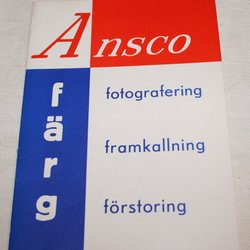 Ansco
färg
fotografering
framkallning
förstoring